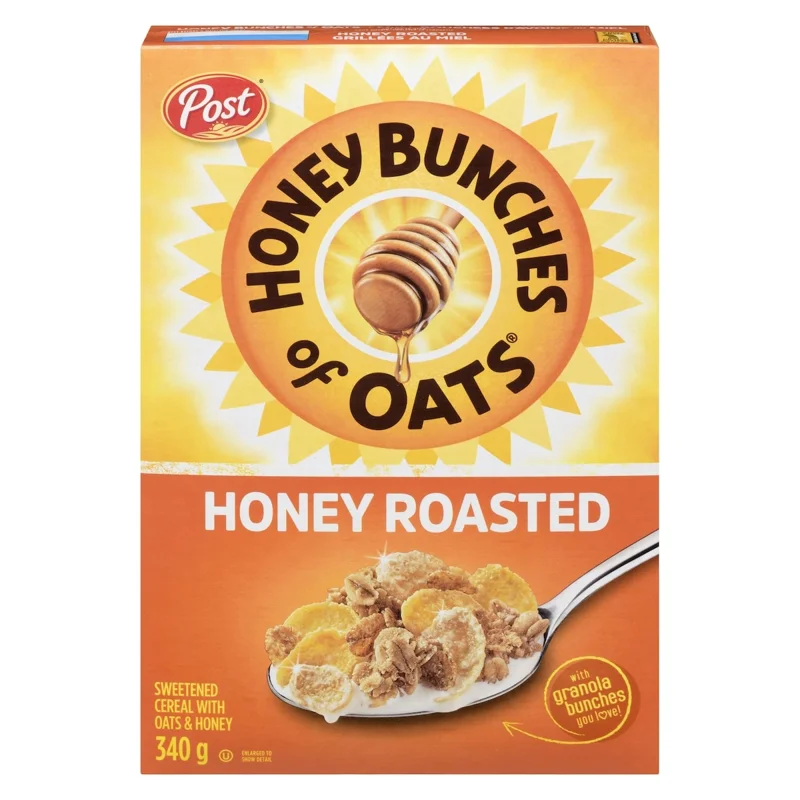 HONEY ROASTED
GRILLÉES AU MIEL
Post
HONEY BUNCHES
of OATS®
HONEY ROASTED
with
granola
bunches
you love!
SWEETENED
CEREAL WITH
OATS & HONEY
340 g
U
ENLARGED TO
SHOW DETAIL